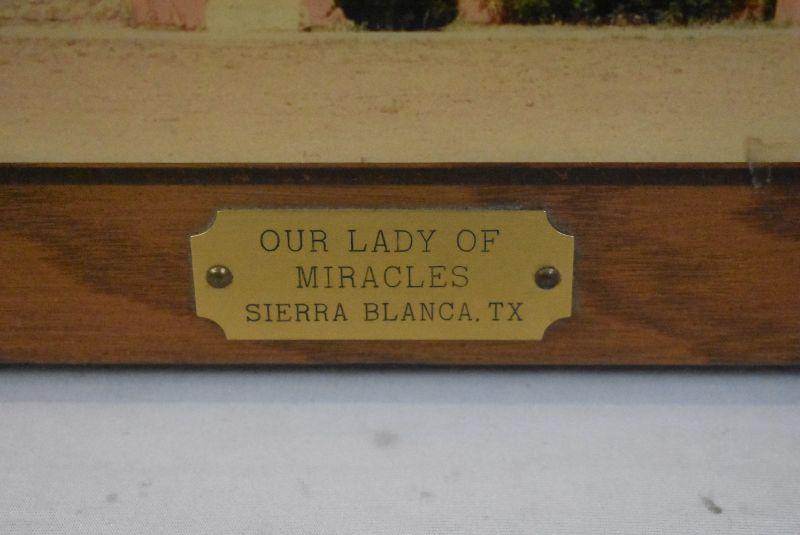 OUR LADY OF
MIRACLES
SIERRA BLANCA, TX